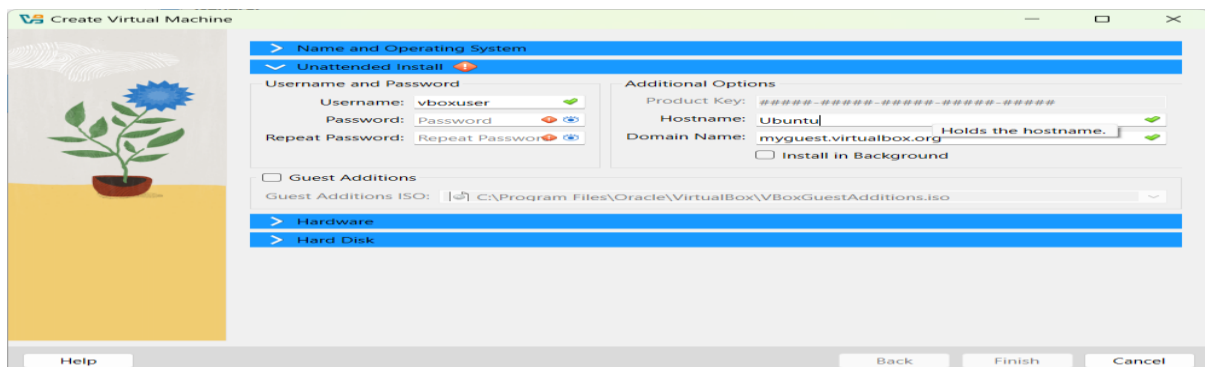 Create Virtual Machine
Name and Operating System
Unattended Install
Username and Password
Username: vboxuser
Password: Password
Repeat Password: Repeat Passwor
Additional Options
Product Key: #####-#####-#####-#####-#####
Hostname: Ubuntu
Holds the hostname.
Domain Name: myguest.virtualbox.org
Install in Background
Guest Additions
Guest Additions ISO: C:\Program Files\Oracle\VirtualBox\VBoxGuestAdditions.iso
Hardware
Hard Disk
Help Back Finish Cancel